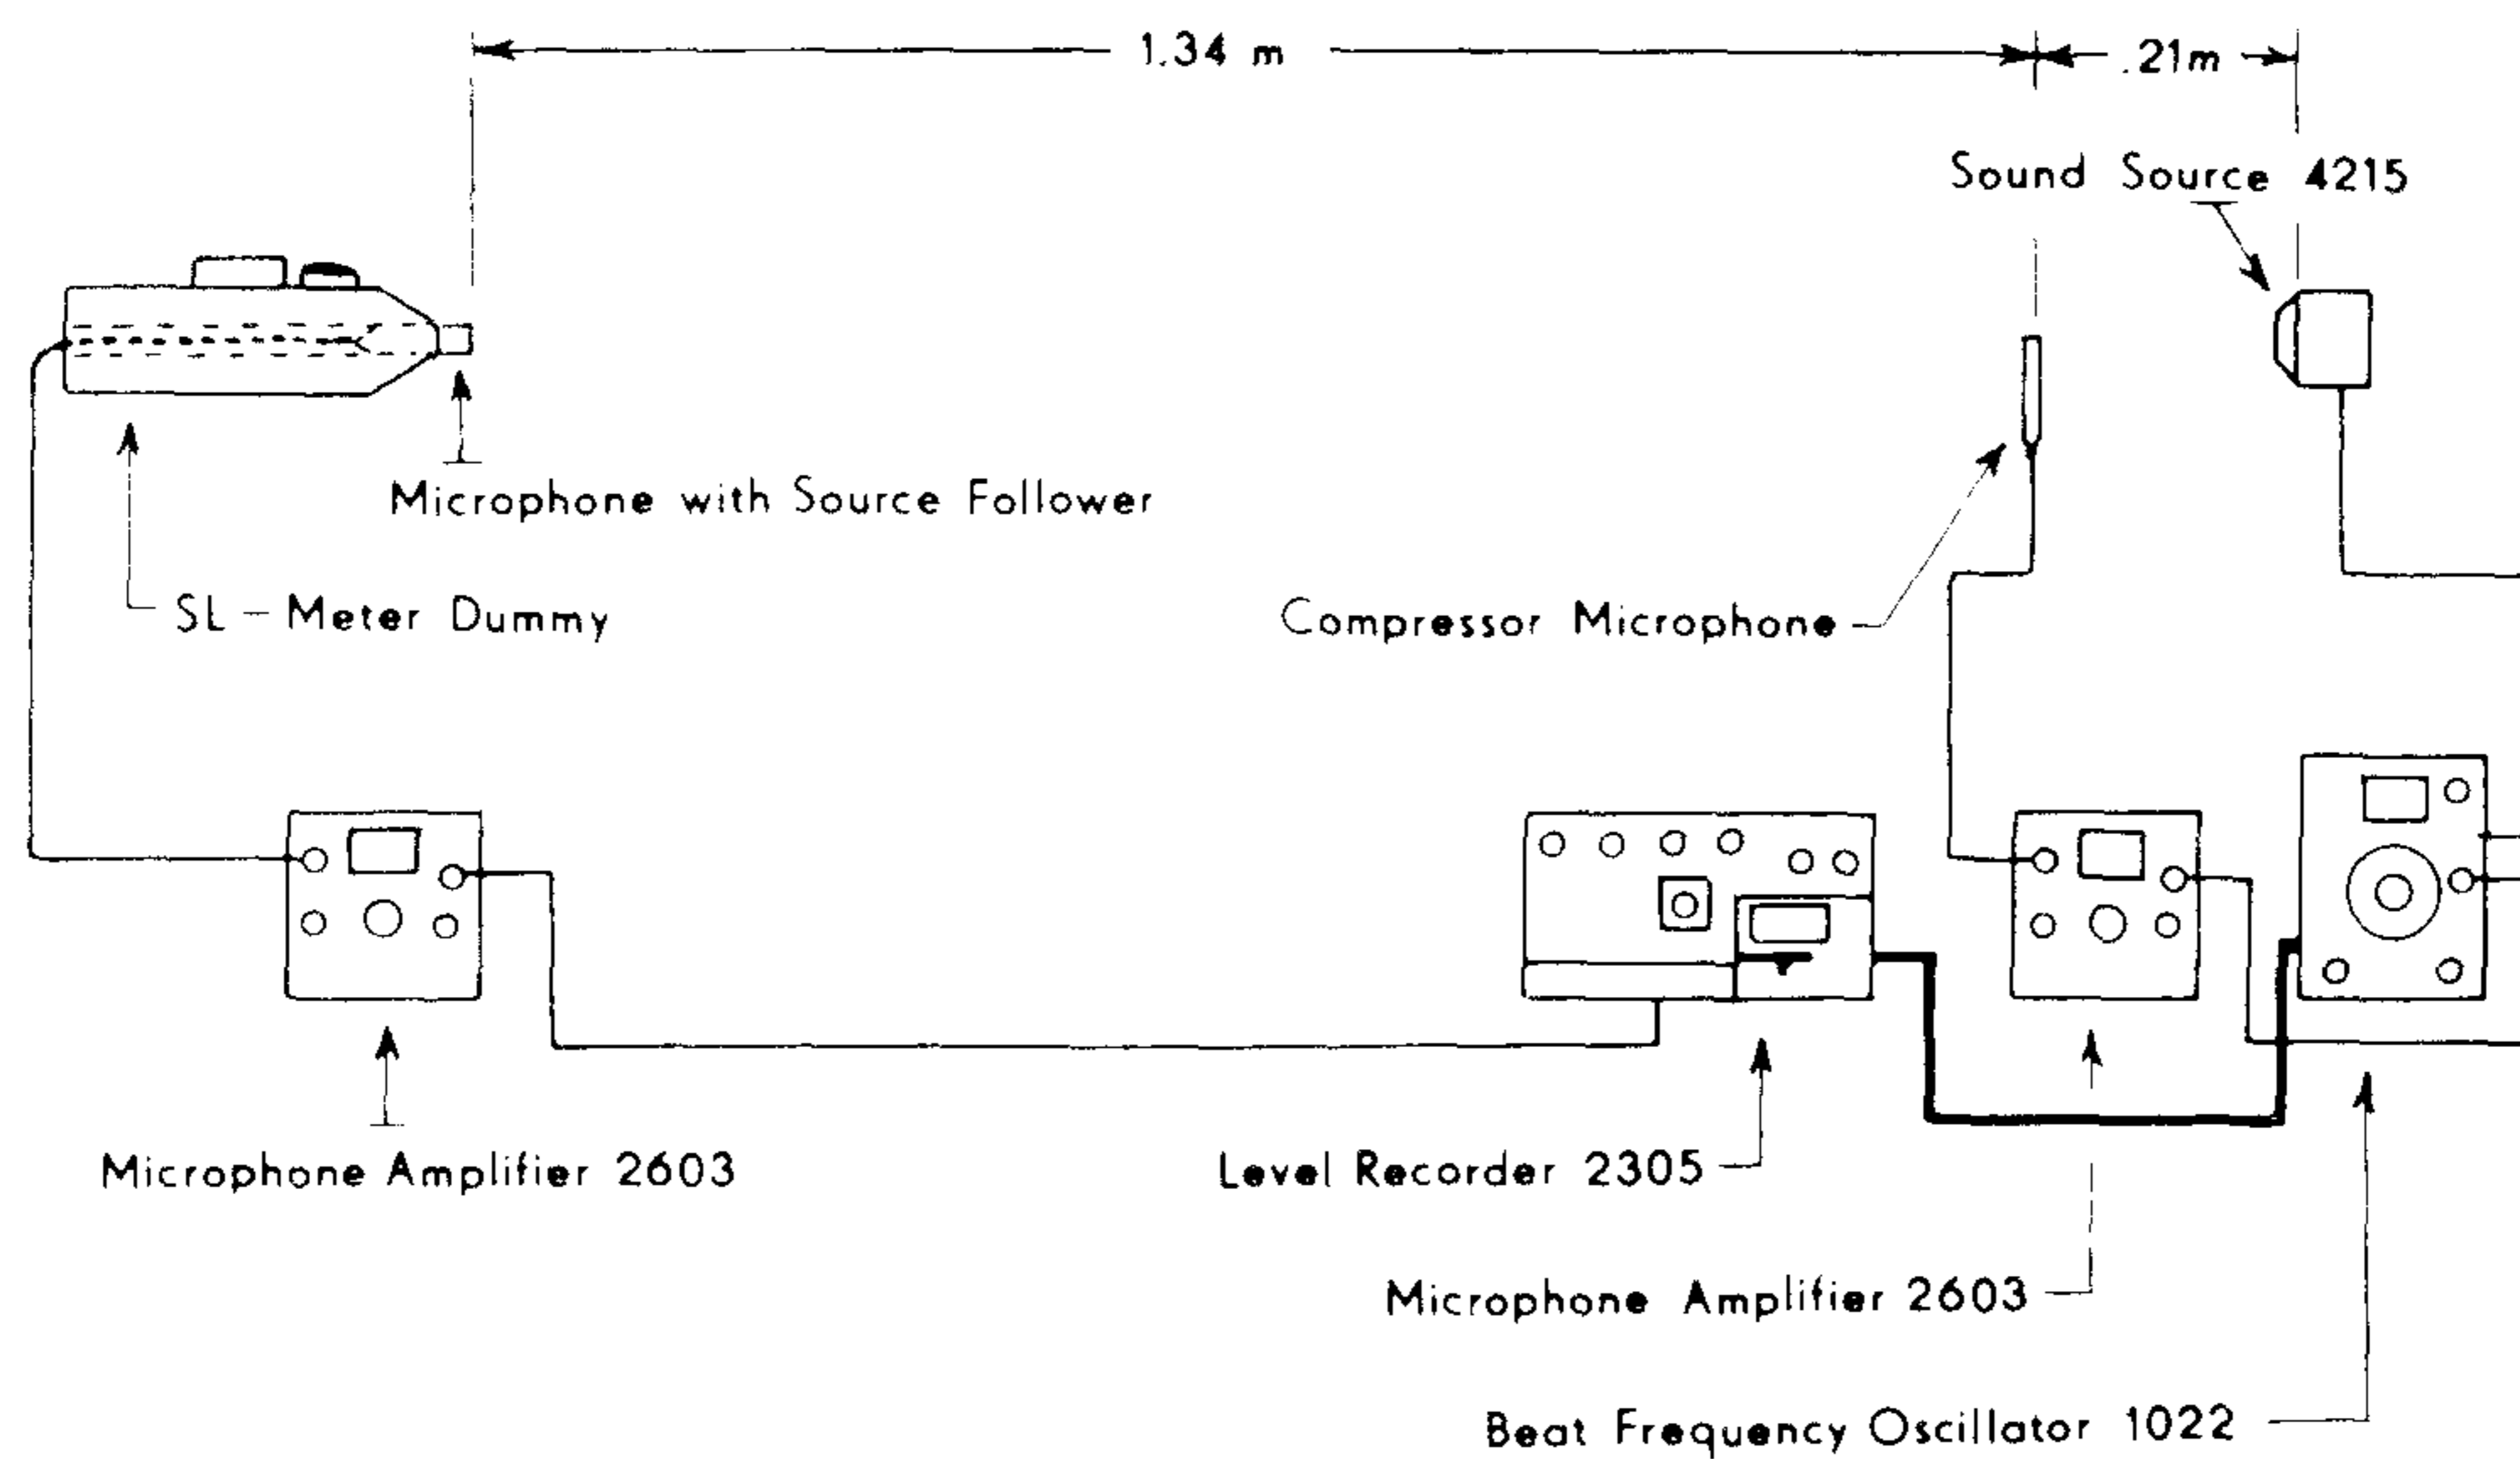 1.34 m
.21m
Sound Source 4215
Microphone with Source Follower
SL - Meter Dummy
Compressor Microphone
Microphone Amplifier 2603
Level Recorder 2305
Microphone Amplifier 2603
Beat Frequency Oscillator 1022